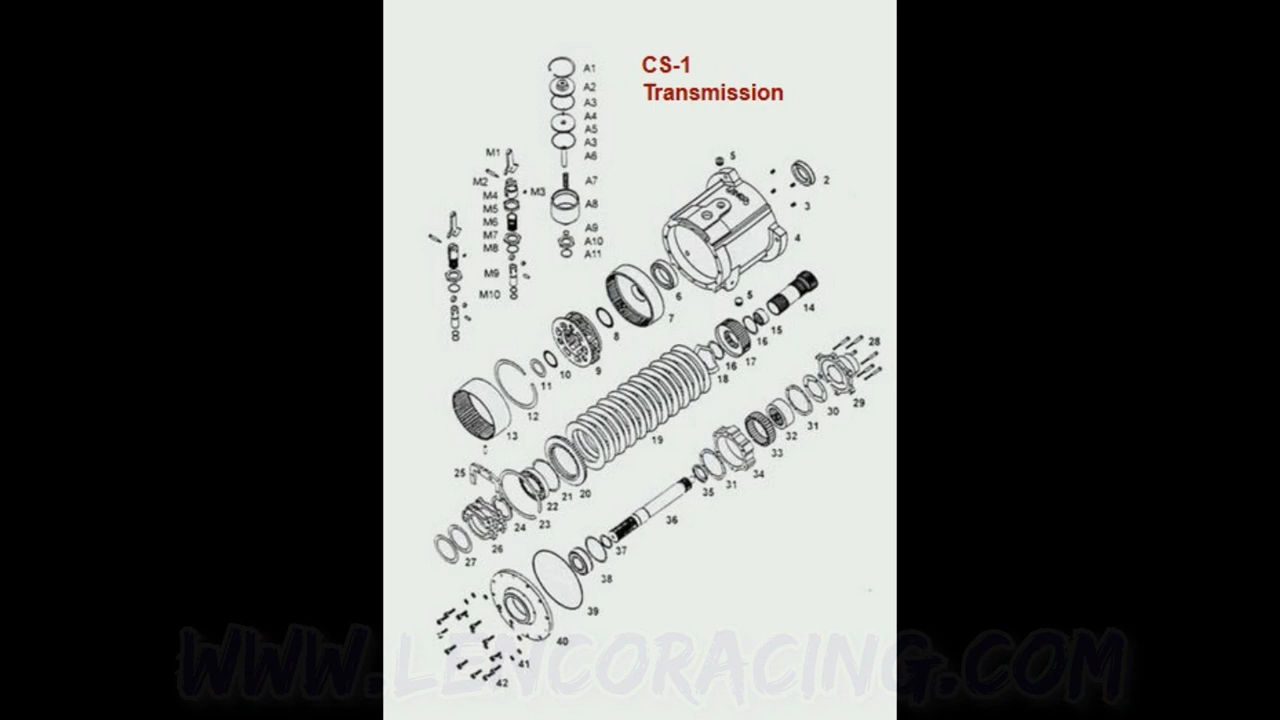 CS-1
Transmission
A1
A2
A3
A4
A5
A3
A6
A7
A8
A9
A10
A11
M1
M2
M3
M4
M5
M6
M7
M8
M9
M10
5
2
3
4
6
5
7
8
14
15
16
17
16
18
9
10
11
12
13
19
28
29
30
31
32
33
34
31
35
36
20
21
22
23
24
25
26
27
37
38
39
40
41
42
WWW.LENCORACING.COM